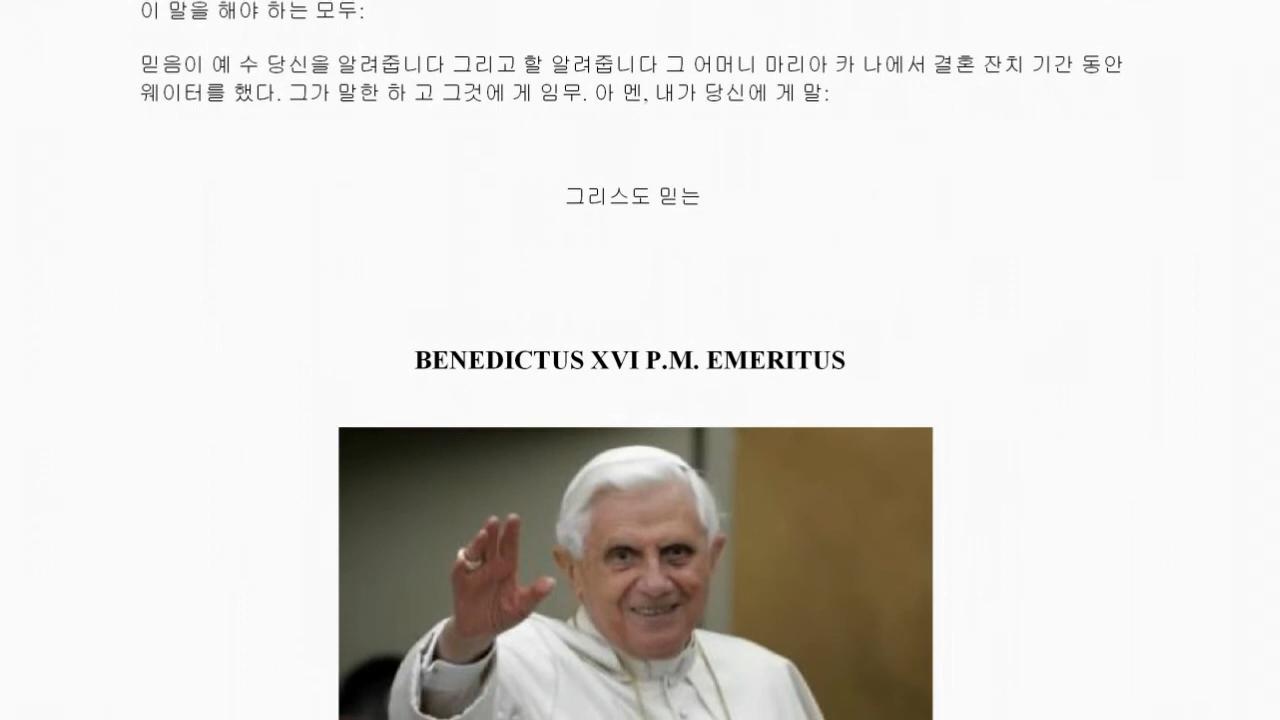 이 말을 해야 하는 모두:
믿음이 예 수 당신을 알려줍니다 그리고 할 알려줍니다 그 어머니 마리아 카 나에서 결혼 잔치 기간 동안
웨이터를 했다. 그가 말한 하 고 그것에 게 임무. 아 멘, 내가 당신에 게 말:
그리스도 믿는
BENEDICTUS XVI P.M. EMERITUS